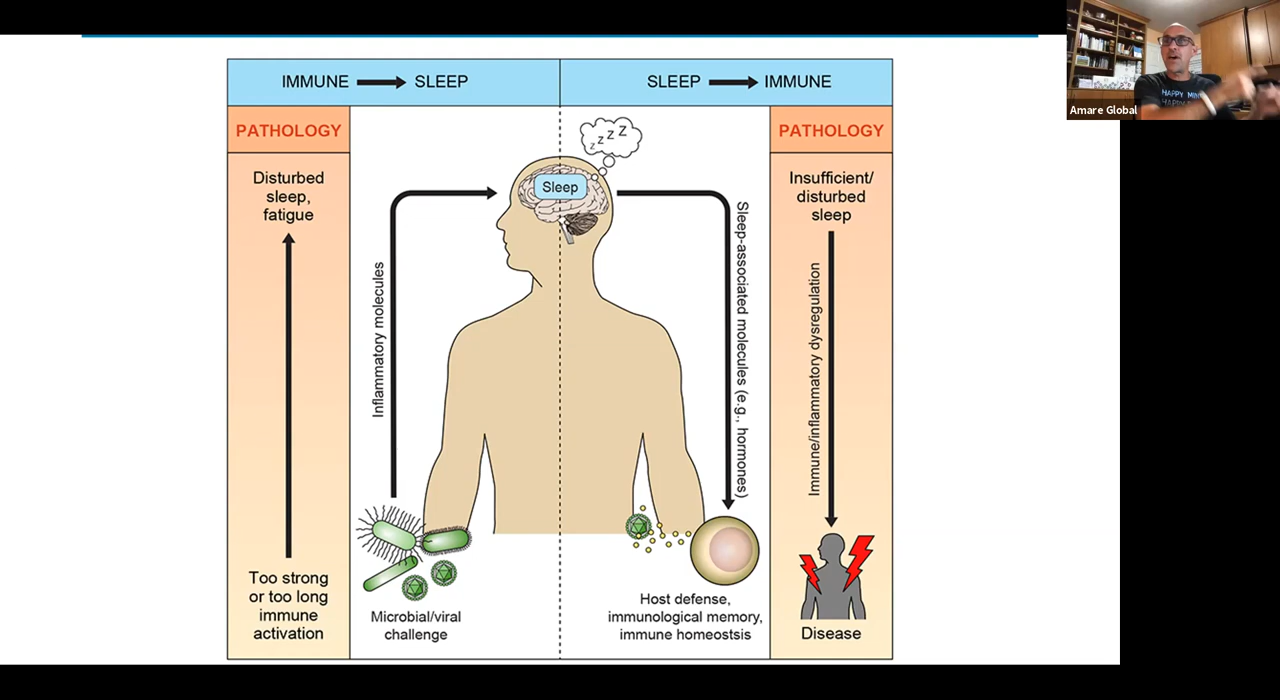 IMMUNE SLEEP
SLEEP IMMUNE
PATHOLOGY
Disturbed
sleep,
fatigue
Too strong
or too long
immune
activation
Inflammatory molecules
Microbial/viral
challenge
z z Z Z
Sleep
Sleep-associated molecules (e.g., hormones)
Host defense,
immunological memory,
immune homeostsis
PATHOLOGY
Insufficient/
disturbed
sleep
Immune/inflammatory dysregulation
Disease
HAPPY
HAPPY
Amare Global